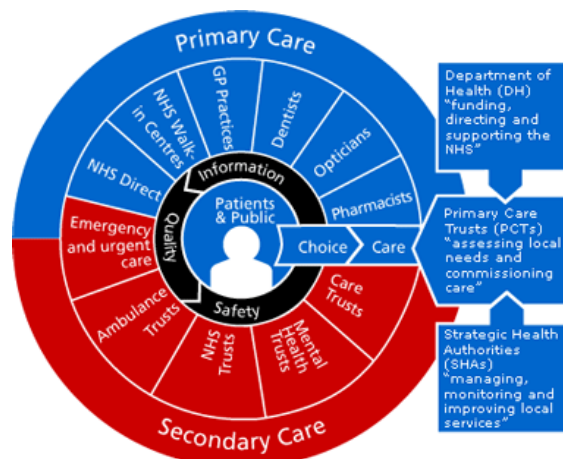 Primary Care
NHS Direct
NHS Walk-
in Centres
GP Practices
Dentists
Opticians
Pharmacists
Information
Quality
Safety
Patients
& Public
Choice
Care
Emergency
and urgent
care
Ambulance
Trusts
NHS
Trusts
Mental
Health
Trusts
Care
Trusts
Secondary Care
Department of
Health (DH)
"funding,
directing and
supporting the
NHS"
Primary Care
Trusts (PCTs)
"assessing local
needs and
commissioning
care"
Strategic Health
Authorities
(SHAs)
"managing,
monitoring and
improving local
services"